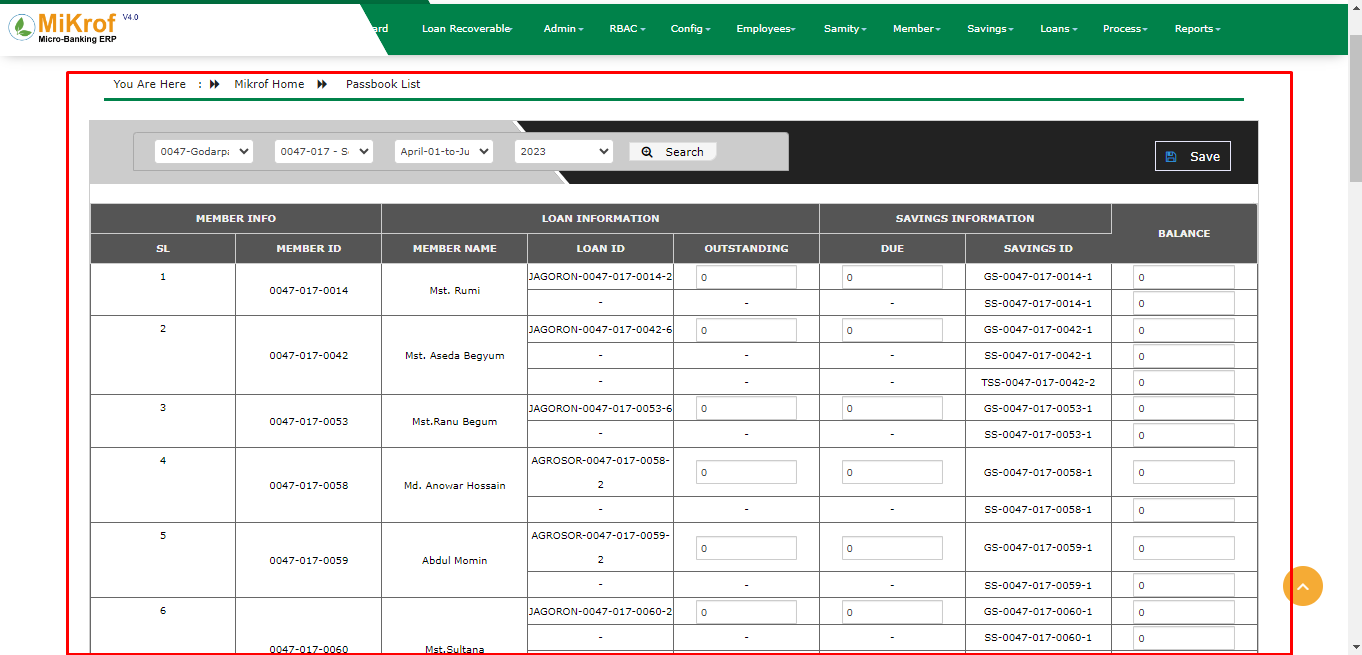 MiKrof V4.0
Micro-Banking ERP
ard Loan Recoverable Admin RBAC Config Employees Samity Member Savings Loans Process Reports
You Are Here : Mikrof Home Passbook List
0047-Godarpa 0047-017 - S April-01-to-Ju 2023 Search Save
MEMBER INFO LOAN INFORMATION SAVINGS INFORMATION BALANCE
SL MEMBER ID MEMBER NAME LOAN ID OUTSTANDING DUE SAVINGS ID
1 0047-017-0014 Mst. Rumi JAGORON-0047-017-0014-2 0 0 GS-0047-017-0014-1 0
- - - SS-0047-017-0014-1 0
2 0047-017-0042 Mst. Aseda Begyum JAGORON-0047-017-0042-6 0 0 GS-0047-017-0042-1 0
- - - SS-0047-017-0042-1 0
- - - TSS-0047-017-0042-2 0
3 0047-017-0053 Mst.Ranu Begum JAGORON-0047-017-0053-6 0 0 GS-0047-017-0053-1 0
- - - SS-0047-017-0053-1 0
4 0047-017-0058 Md. Anowar Hossain AGROSOR-0047-017-0058-
2 0 0 GS-0047-017-0058-1 0
- - - SS-0047-017-0058-1 0
5 0047-017-0059 Abdul Momin AGROSOR-0047-017-0059-
2 0 0 GS-0047-017-0059-1 0
- - - SS-0047-017-0059-1 0
6 0047-017-0060 Mst.Sultana JAGORON-0047-017-0060-2 0 0 GS-0047-017-0060-1 0
- - - SS-0047-017-0060-1 0